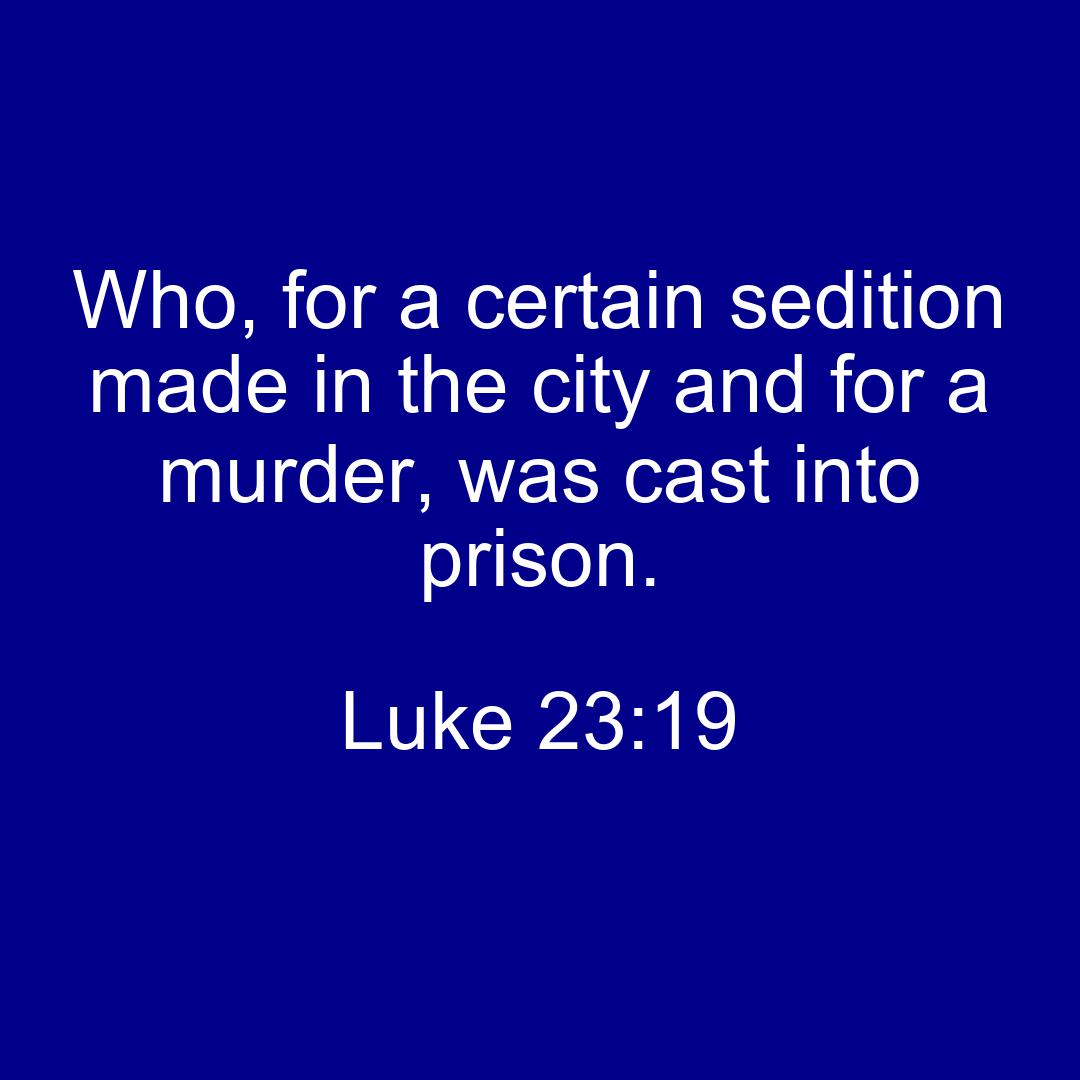 Who, for a certain sedition
made in the city and for a
murder, was cast into
prison.
Luke 23:19